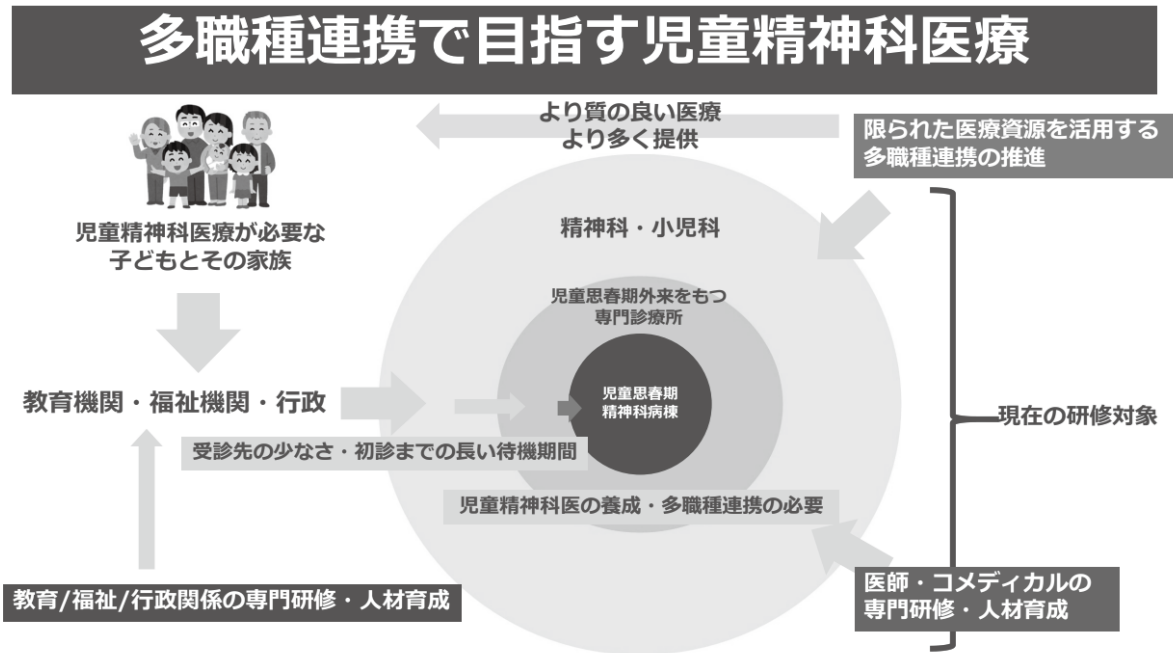 多職種連携で目指す児童精神科医療
より質の良い医療
より多く提供
限られた医療資源を活用する
多職種連携の推進
児童精神科医療が必要な
子どもとその家族
精神科・小児科
児童思春期外来をもつ
専門診療所
児童思春期
精神科病棟
教育機関・福祉機関・行政
現在の研修対象
受診先の少なさ・初診までの長い待機期間
児童精神科医の養成・多職種連携の必要
教育/福祉/行政関係の専門研修・人材育成
医師・コメディカルの
専門研修・人材育成